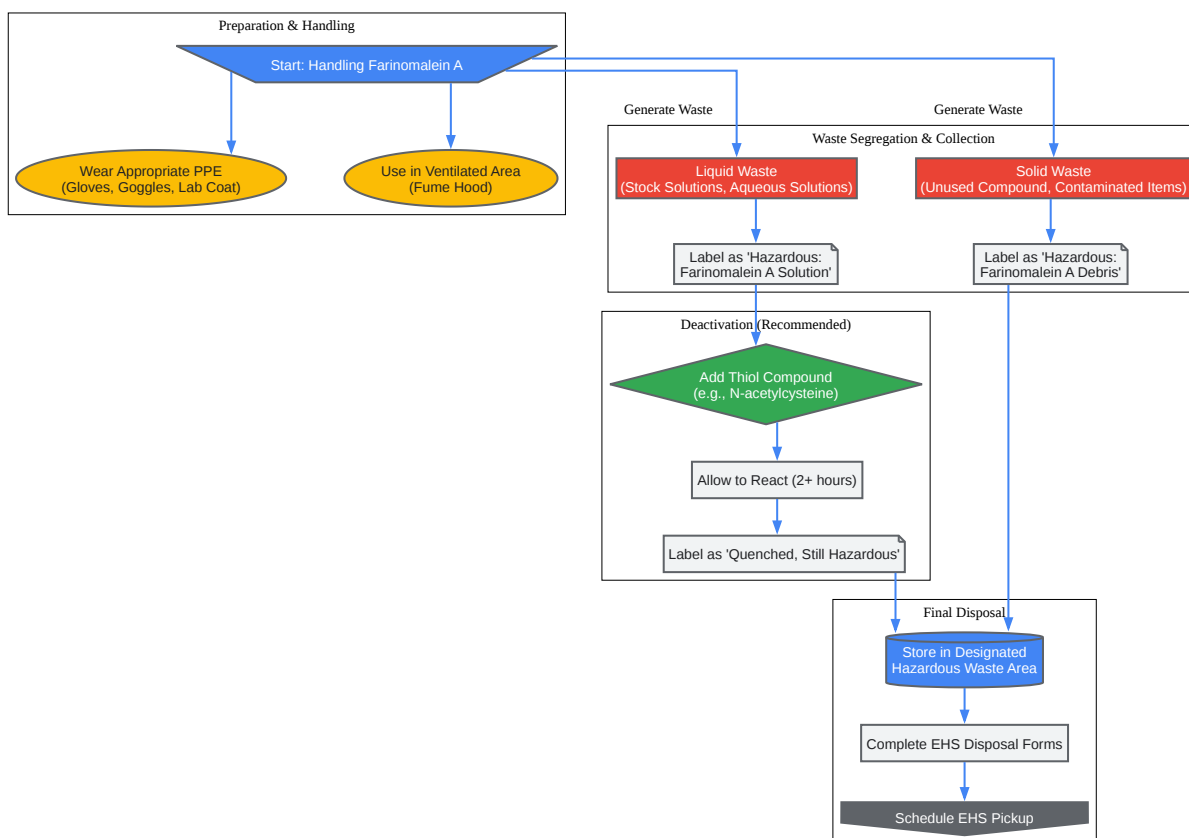 Preparation & Handling
Start: Handling Farinomalein A
Wear Appropriate PPE
(Gloves, Goggles, Lab Coat)
Use in Ventilated Area
(Fume Hood)
Generate Waste
Generate Waste
Waste Segregation & Collection
Liquid Waste
(Stock Solutions, Aqueous Solutions)
Solid Waste
(Unused Compound, Contaminated Items)
Label as 'Hazardous:
Farinomalein A Solution'
Label as 'Hazardous:
Farinomalein A Debris'
Deactivation (Recommended)
Add Thiol Compound
(e.g., N-acetylcysteine)
Allow to React (2+ hours)
Label as 'Quenched, Still Hazardous'
Final Disposal
Store in Designated
Hazardous Waste Area
Complete EHS Disposal Forms
Schedule EHS Pickup